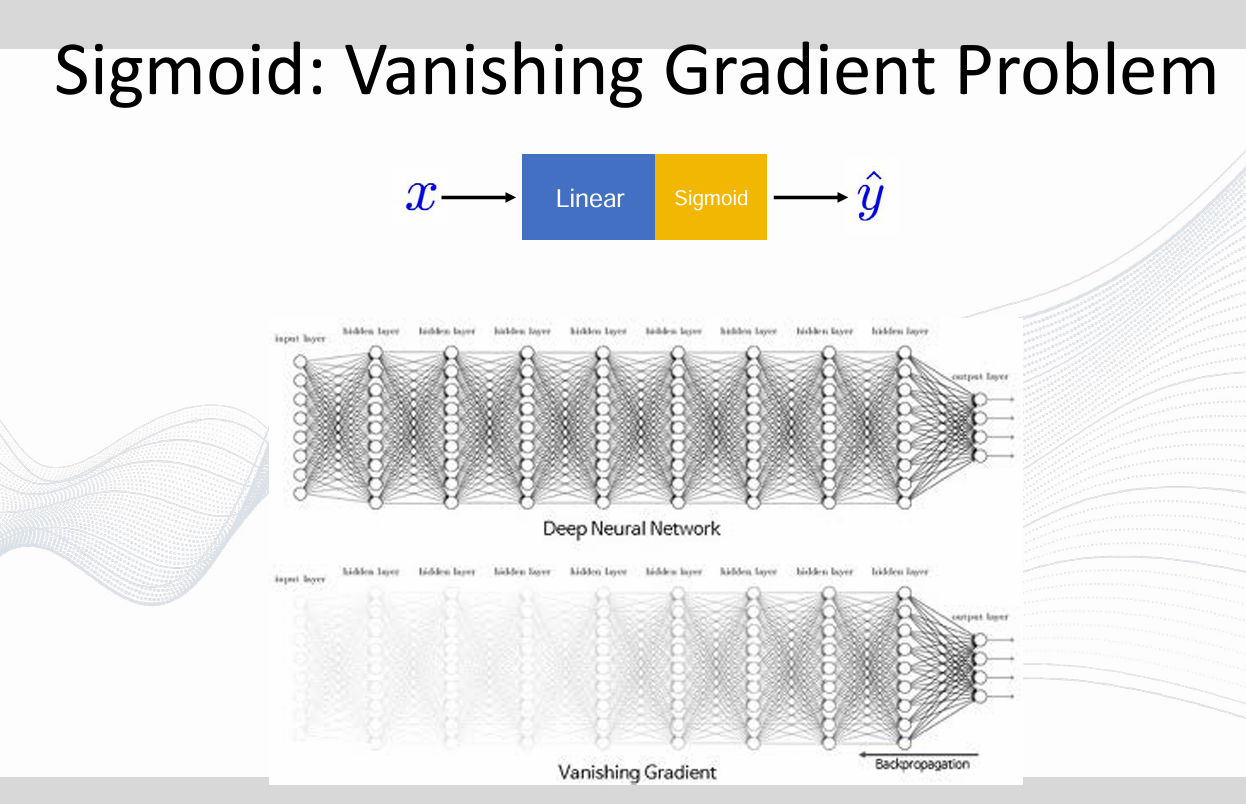 Sigmoid: Vanishing Gradient Problem
x
Linear
Sigmoid
ŷ
input layer
hidden layer hidden layer hidden layer hidden layer hidden layer hidden layer hidden layer hidden layer
output layer
Deep Neural Network
input layer
hidden layer hidden layer hidden layer hidden layer hidden layer hidden layer hidden layer hidden layer
output layer
Backpropagation
Vanishing Gradient